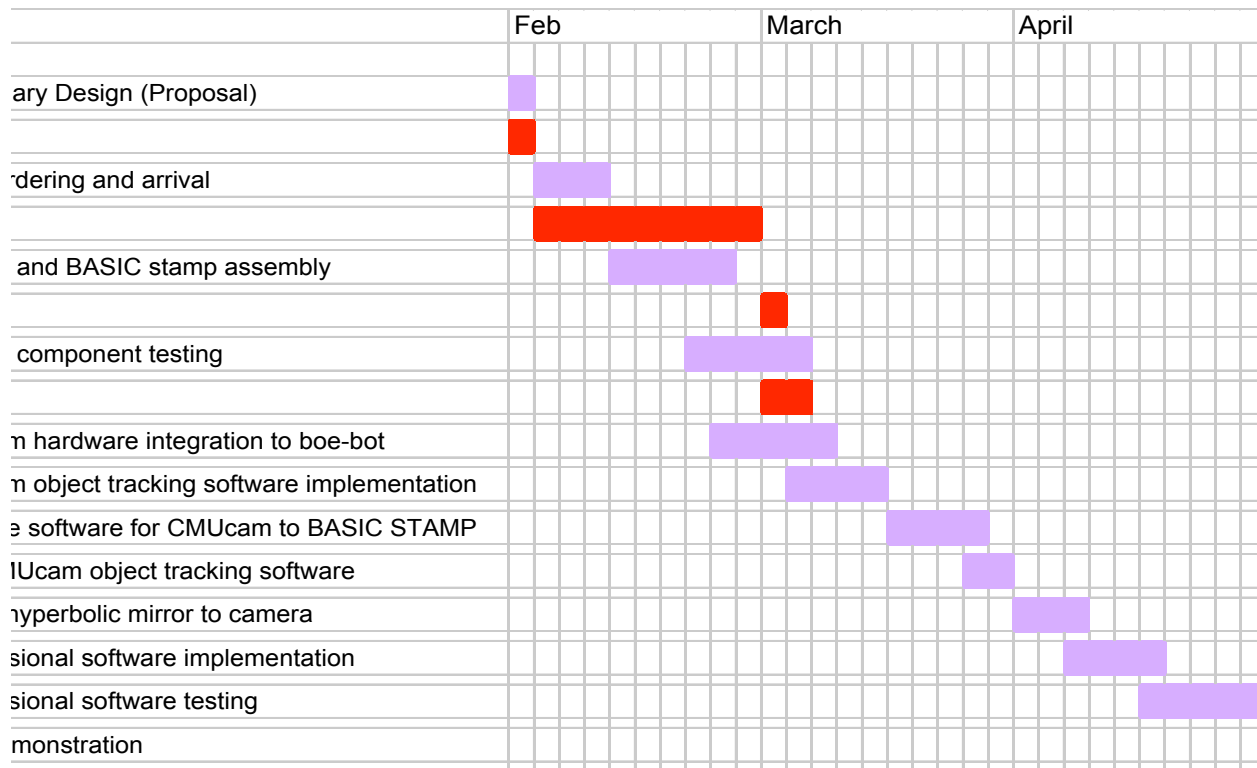 Feb March April
ary Design (Proposal)
rdering and arrival
and BASIC stamp assembly
component testing
m hardware integration to boe-bot
m object tracking software implementation
e software for CMUcam to BASIC STAMP
MUcam object tracking software
hyperbolic mirror to camera
sional software implementation
sional software testing
monstration